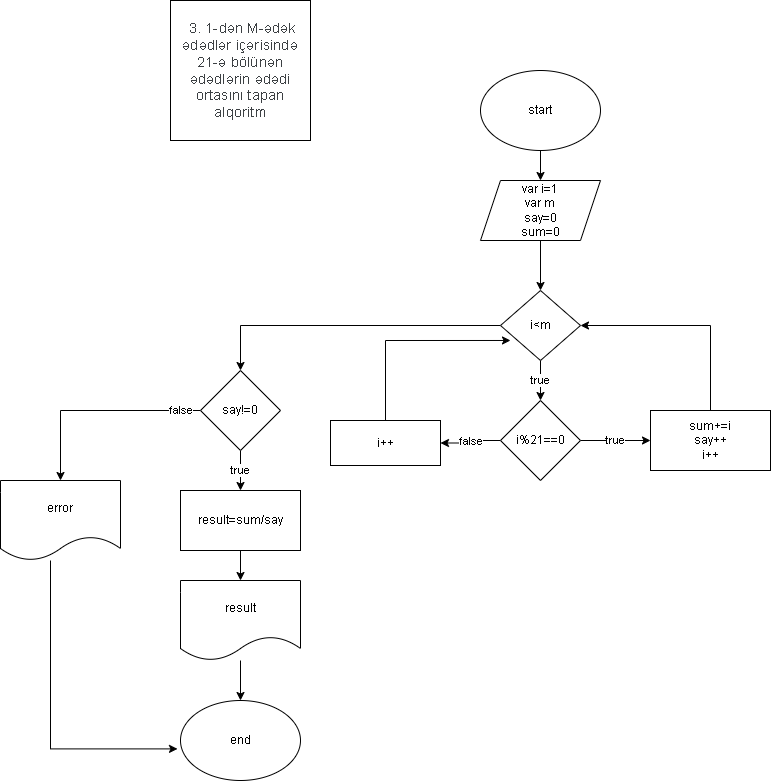 3. 1-dən M-ədək
ədədlər içərisində
21-ə bölünən
ədədlərin ədədi
ortasını tapan
alqoritm
start
var i=1
var m
say=0
sum=0
i<m
true
i%21==0
false
i++
true
sum+=i
say++
i++
say!=0
false
error
true
result=sum/say
result
end